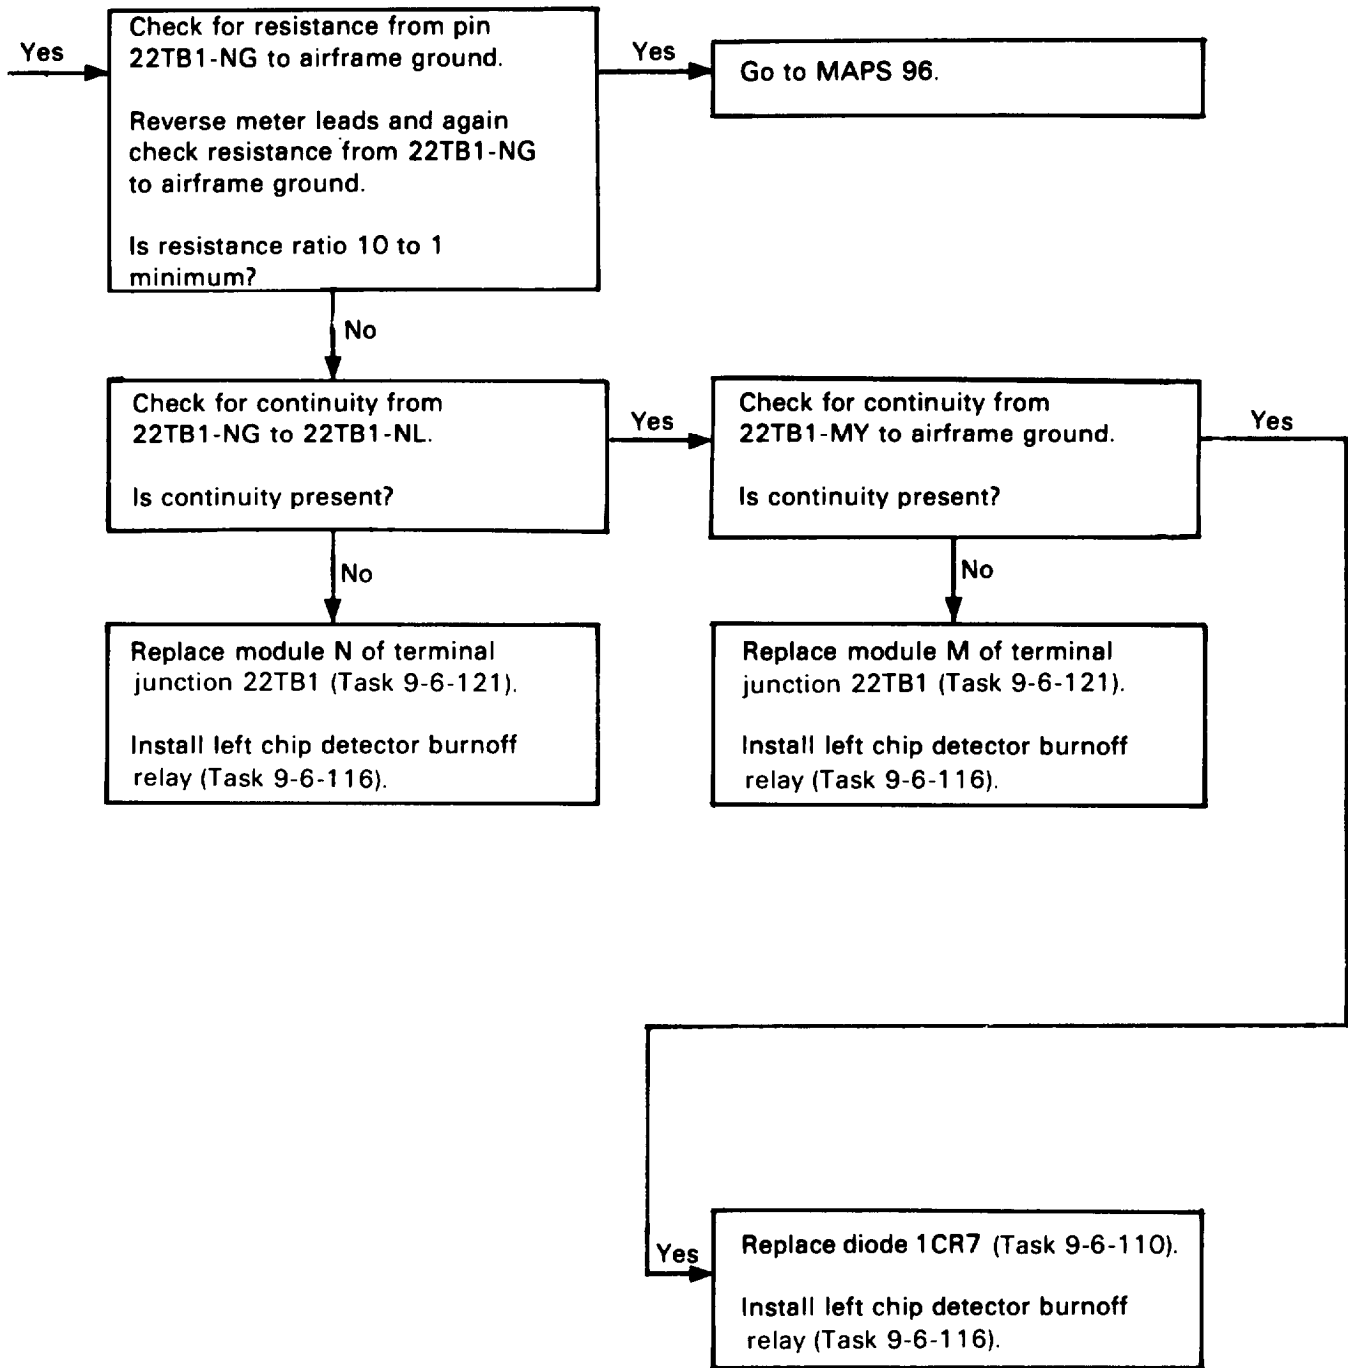 Yes
Check for resistance from pin
22TB1-NG to airframe ground.
Reverse meter leads and again
check resistance from 22TB1-NG
to airframe ground.
Is resistance ratio 10 to 1
minimum?
Yes
Go to MAPS 96.
No
Check for continuity from
22TB1-NG to 22TB1-NL.
Is continuity present?
Yes
Check for continuity from
22TB1-MY to airframe ground.
Is continuity present?
Yes
No
Replace module N of terminal
junction 22TB1 (Task 9-6-121).
Install left chip detector burnoff
relay (Task 9-6-116).
No
Replace module M of terminal
junction 22TB1 (Task 9-6-121).
Install left chip detector burnoff
relay (Task 9-6-116).
Yes
Replace diode 1CR7 (Task 9-6-110).
Install left chip detector burnoff
relay (Task 9-6-116).